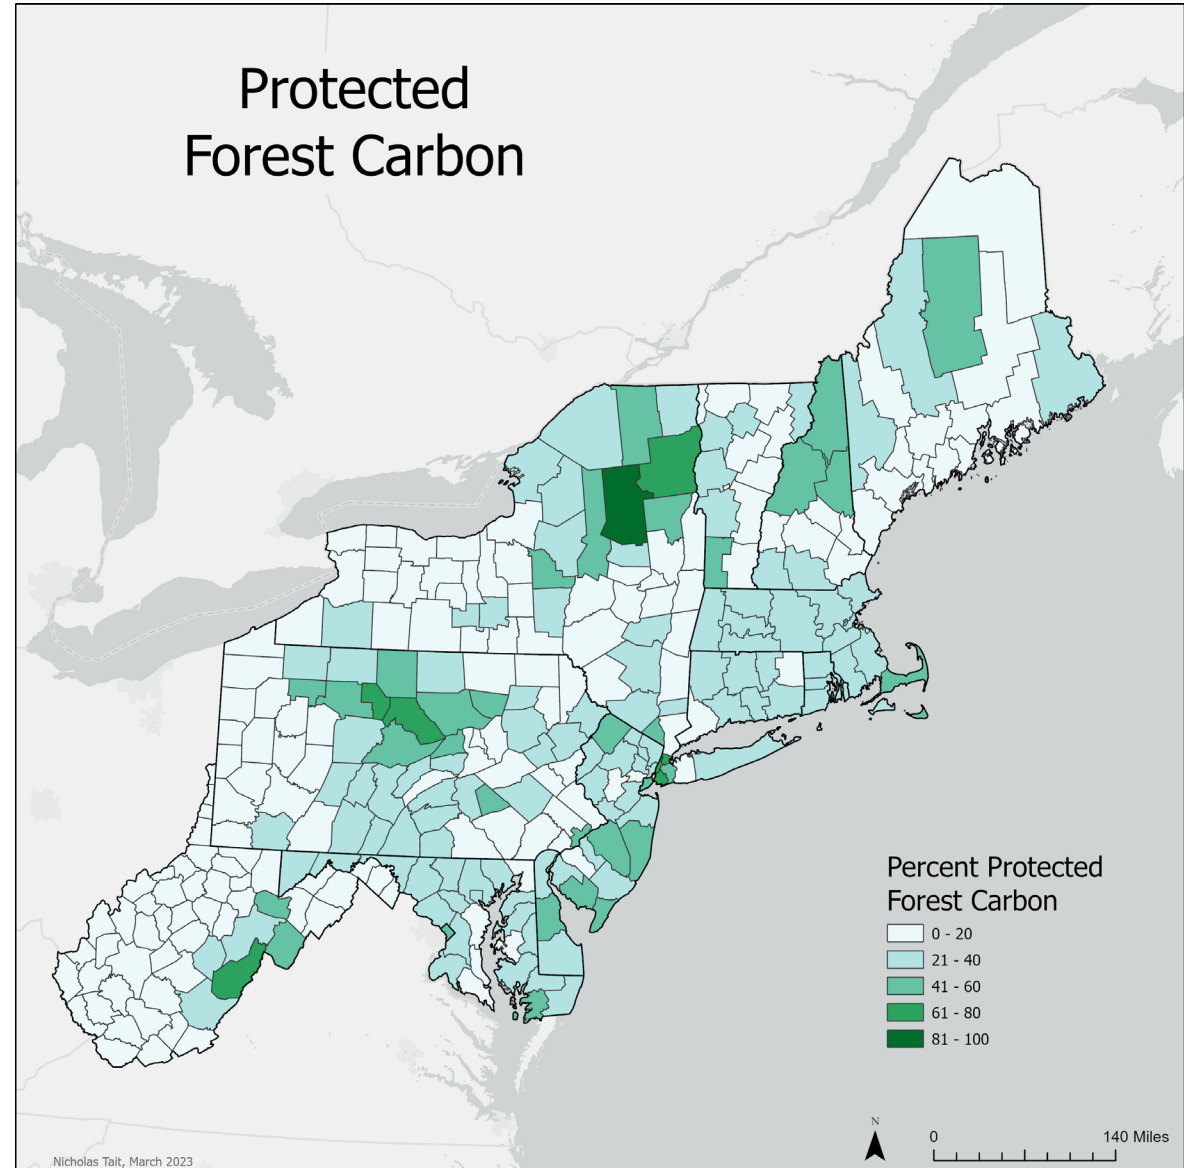 Protected
Forest Carbon
Percent Protected
Forest Carbon
0 - 20
21 - 40
41 - 60
61 - 80
81 - 100
N
0 140 Miles
Nicholas Tait, March 2023